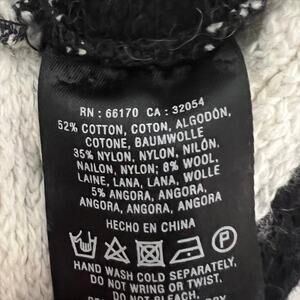 RN : 66170 CA : 32054
52% COTTON, COTON, ALGODÓN,
COTONE, BAUMWOLLE
35% NYLON, NYLON, NILÓN,
NAILON, NYLON; 8% WOOL,
LAINE, LANA, LANA, WOLLE
5% ANGORA, ANGORA,
ANGORA, ANGORA, ANGORA
HECHO EN CHINA
HAND WASH COLD SEPARATELY,
DO NOT WRING OR TWIST,
DO NOT BLEACH,